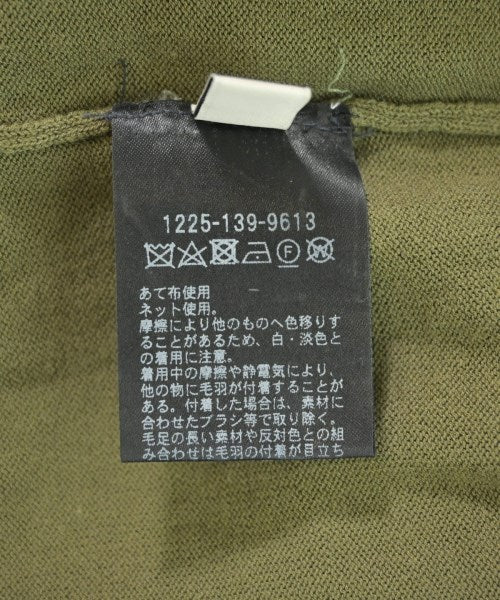 1225-139-9613
F W
あて布使用
ネット使用。
摩擦により他のものへ色移りす
ることがあるため、白・淡色と
の着用に注意。
着用中の摩擦や静電気により、
他の物に毛羽が付着することが
ある。付着した場合は、素材に
合わせたブラシ等で取り除く。
毛足の長い素材や反対色との組
み合わせは毛羽の付着が目立ち